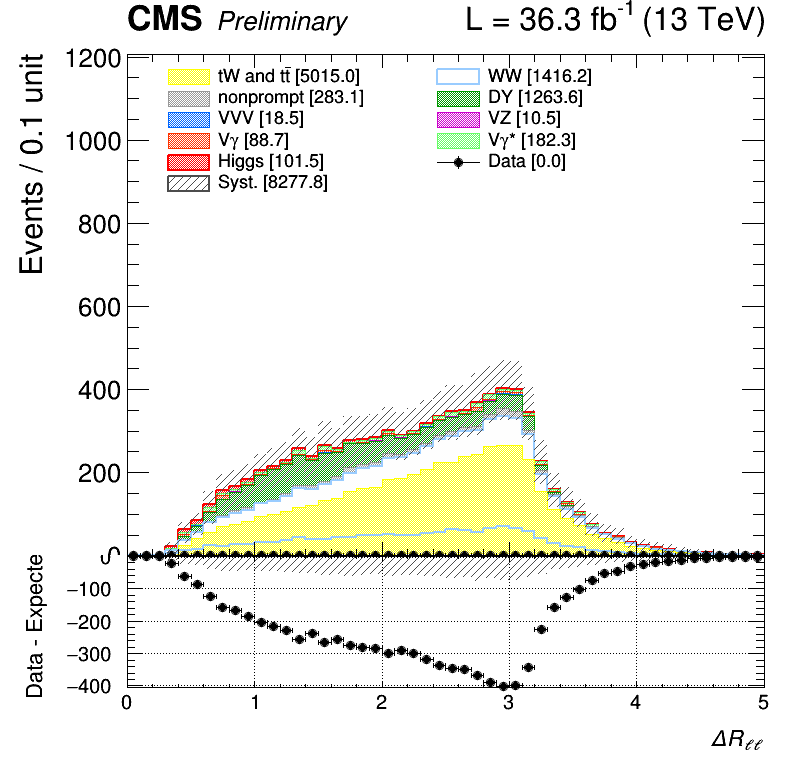 CMS Preliminary L = 36.3 fb⁻¹ (13 TeV)
Events / 0.1 unit
1200
1000
800
600
400
200
0
tW and tt̄ [5015.0]
nonprompt [283.1]
VVV [18.5]
Vγ [88.7]
Higgs [101.5]
Syst. [8277.8]
WW [1416.2]
DY [1263.6]
VZ [10.5]
Vγ* [182.3]
Data [0.0]
Data - Expecte
0
−100
−200
−300
−400
0 1 2 3 4 5
ΔRℓℓ